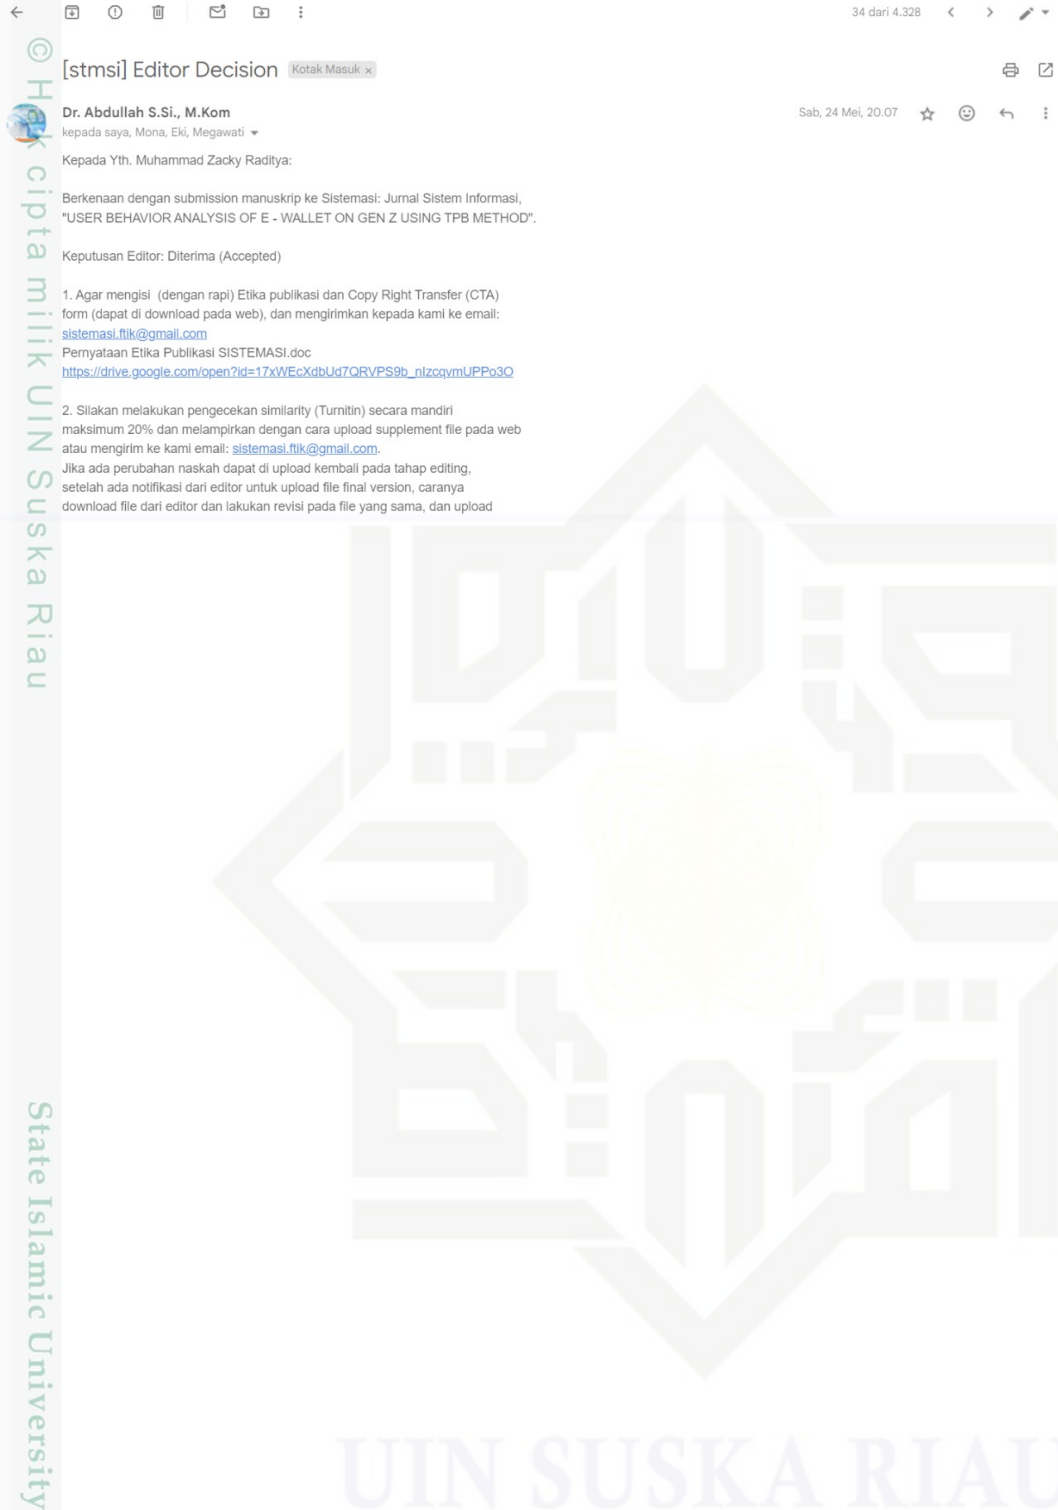 34 dari 4.328
[stmsi] Editor Decision Kotak Masuk x
Dr. Abdullah S.Si., M.Kom Sab, 24 Mei, 20.07
kepada saya, Mona, Eki, Megawati
Kepada Yth. Muhammad Zacky Raditya:
Berkenaan dengan submission manuskrip ke Sistemasi: Jurnal Sistem Informasi,
"USER BEHAVIOR ANALYSIS OF E - WALLET ON GEN Z USING TPB METHOD".
Keputusan Editor: Diterima (Accepted)
1. Agar mengisi (dengan rapi) Etika publikasi dan Copy Right Transfer (CTA)
form (dapat di download pada web), dan mengirimkan kepada kami ke email:
sistemasi.ftik@gmail.com
Pernyataan Etika Publikasi SISTEMASI.doc
https://drive.google.com/open?id=17xWEcXdbUd7QRVPS9b_nIzcqvmUPPo3O
2. Silakan melakukan pengecekan similarity (Turnitin) secara mandiri
maksimum 20% dan melampirkan dengan cara upload supplement file pada web
atau mengirim ke kami email: sistemasi.ftik@gmail.com.
Jika ada perubahan naskah dapat di upload kembali pada tahap editing,
setelah ada notifikasi dari editor untuk upload file final version, caranya
download file dari editor dan lakukan revisi pada file yang sama, dan upload
© Hak cipta milik UIN Suska Riau
State Islamic University
UIN SUSKA RIAU